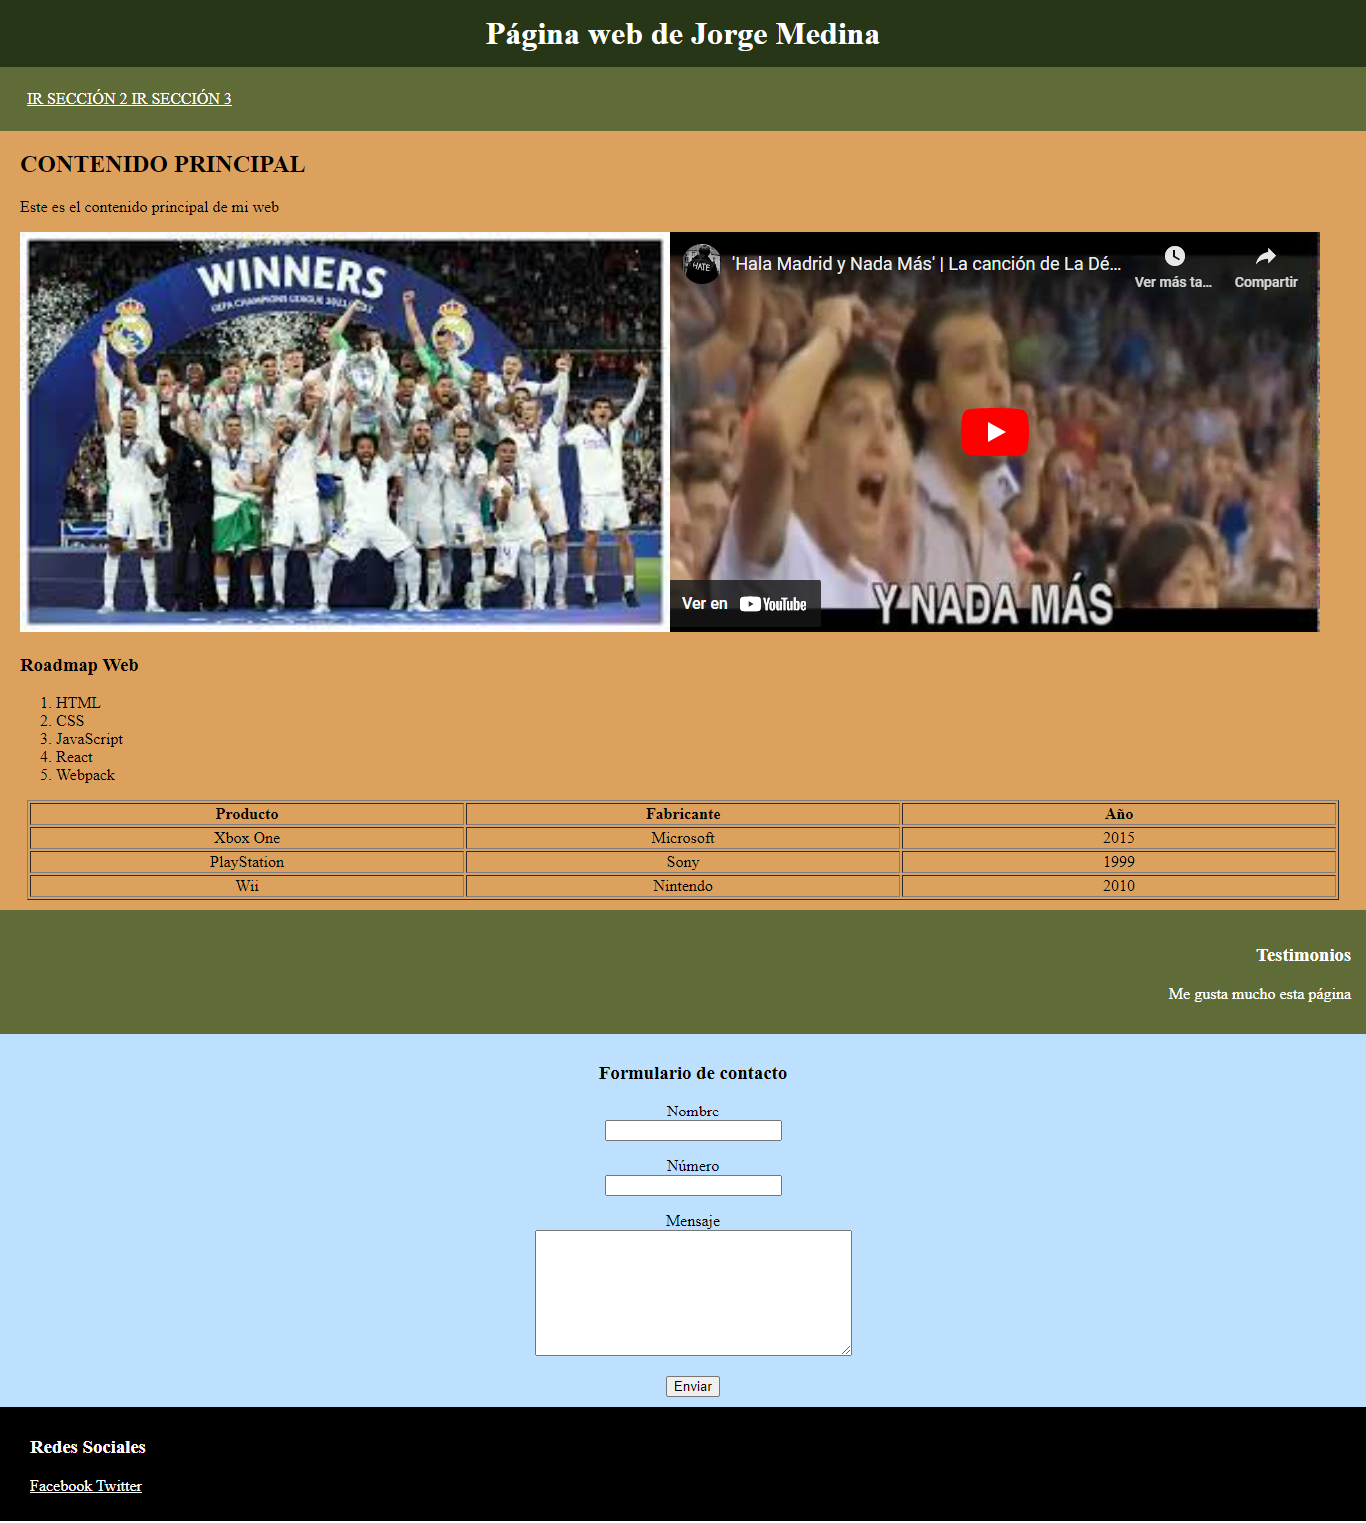 Página web de Jorge Medina
IR SECCIÓN 2 IR SECCIÓN 3
CONTENIDO PRINCIPAL
Este es el contenido principal de mi web
WINNERS
UEFA CHAMPIONS LEAGUE 2021/2022
HATE
'Hala Madrid y Nada Más' | La canción de La Dé...
Ver más ta...
Compartir
Ver en YouTube
Y NADA MÁS
Roadmap Web
1. HTML
2. CSS
3. JavaScript
4. React
5. Webpack
Producto Fabricante Año
Xbox One Microsoft 2015
PlayStation Sony 1999
Wii Nintendo 2010
Testimonios
Me gusta mucho esta página
Formulario de contacto
Nombre
Número
Mensaje
Enviar
Redes Sociales
Facebook Twitter